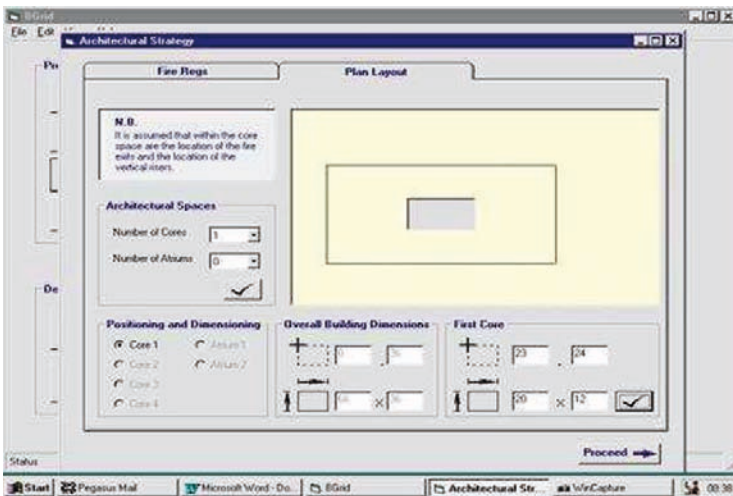 BGrid
File Edit
Architectural Strategy
Fire Regs
Plan Layout
N.B.
It is assumed that within the core
space are the location of the fire
exits and the location of the
vertical risers.
Architectural Spaces
Number of Cores 1
Number of Atriums 0
Positioning and Dimensioning
Core 1 Atrium 1
Core 2 Atrium 2
Core 3
Core 4
Overall Building Dimensions
First Core
23 . 24
20 x 12
Proceed
Status
Start Pegasus Mail Microsoft Word - Do... BGrid Architectural Str... WinCapture 08:38